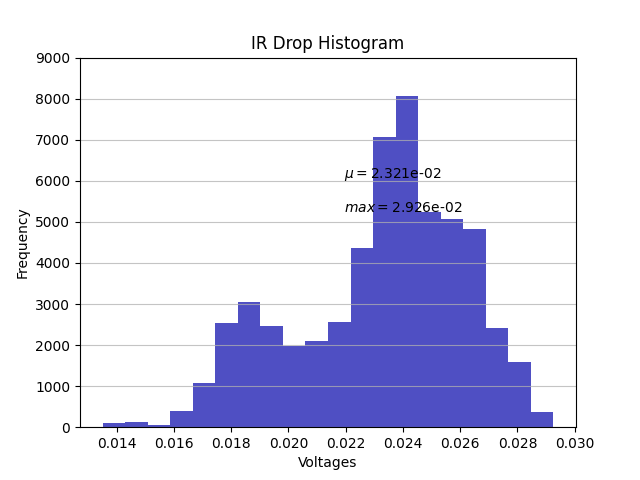 IR Drop Histogram
9000
8000
7000
6000
5000
4000
3000
2000
1000
0
Frequency
μ = 2.321e-02
max = 2.926e-02
0.014 0.016 0.018 0.020 0.022 0.024 0.026 0.028 0.030
Voltages